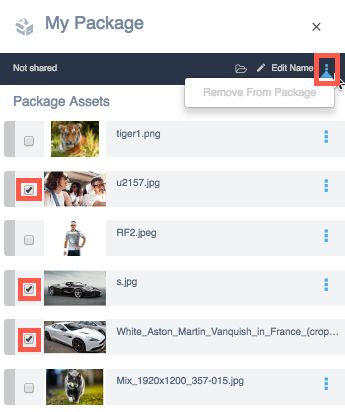 My Package
Not shared
Edit Name
Remove From Package
Package Assets
tiger1.png
u2157.jpg
RF2.jpeg
s.jpg
White_Aston_Martin_Vanquish_in_France_(crop...
Mix_1920x1200_357-015.jpg